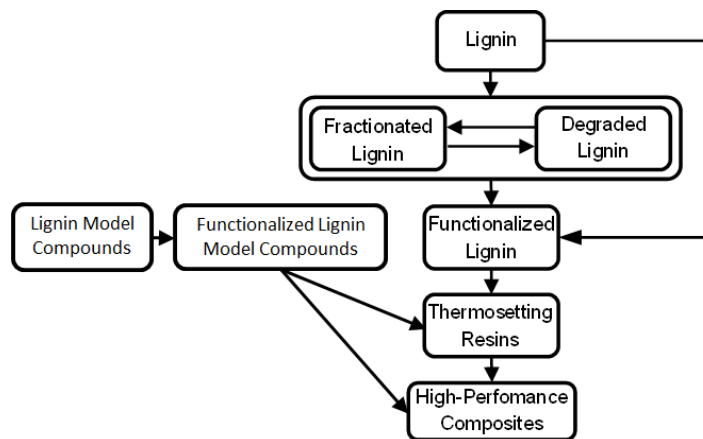 Lignin
Fractionated
Lignin
Degraded
Lignin
Lignin Model
Compounds
Functionalized Lignin
Model Compounds
Functionalized
Lignin
Thermosetting
Resins
High-Perfomance
Composites